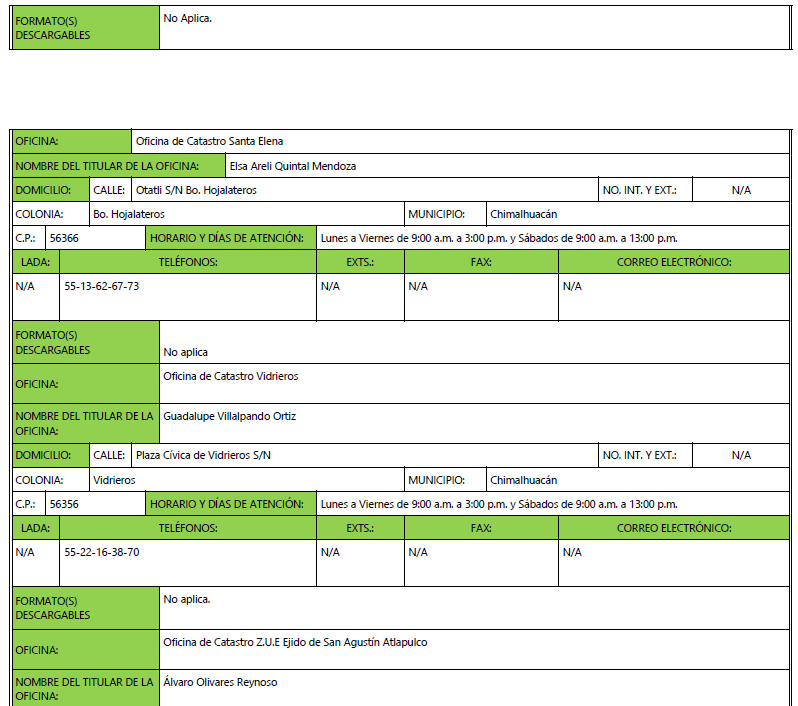 FORMATO(S) No Aplica.
DESCARGABLES
OFICINA: Oficina de Catastro Santa Elena
NOMBRE DEL TITULAR DE LA OFICINA: Elsa Areli Quintal Mendoza
DOMICILIO: CALLE: Otatli S/N Bo. Hojalateros NO. INT. Y EXT.: N/A
COLONIA: Bo. Hojalateros MUNICIPIO: Chimalhuacán
C.P.: 56366 HORARIO Y DÍAS DE ATENCIÓN: Lunes a Viernes de 9:00 a.m. a 3:00 p.m. y Sábados de 9:00 a.m. a 13:00 p.m.
LADA: TELÉFONOS: EXTS.: FAX: CORREO ELECTRÓNICO:
N/A 55-13-62-67-73 N/A N/A N/A
FORMATO(S)
DESCARGABLES No aplica
OFICINA: Oficina de Catastro Vidrieros
NOMBRE DEL TITULAR DE LA Guadalupe Villalpando Ortiz
OFICINA:
DOMICILIO: CALLE: Plaza Cívica de Vidrieros S/N NO. INT. Y EXT.: N/A
COLONIA: Vidrieros MUNICIPIO: Chimalhuacán
C.P.: 56356 HORARIO Y DÍAS DE ATENCIÓN: Lunes a Viernes de 9:00 a.m. a 3:00 p.m. y Sábados de 9:00 a.m. a 13:00 p.m.
LADA: TELÉFONOS: EXTS.: FAX: CORREO ELECTRÓNICO:
N/A 55-22-16-38-70 N/A N/A N/A
FORMATO(S) No aplica.
DESCARGABLES
OFICINA: Oficina de Catastro Z.U.E Ejido de San Agustín Atlapulco
NOMBRE DEL TITULAR DE LA Álvaro Olivares Reynoso
OFICINA: